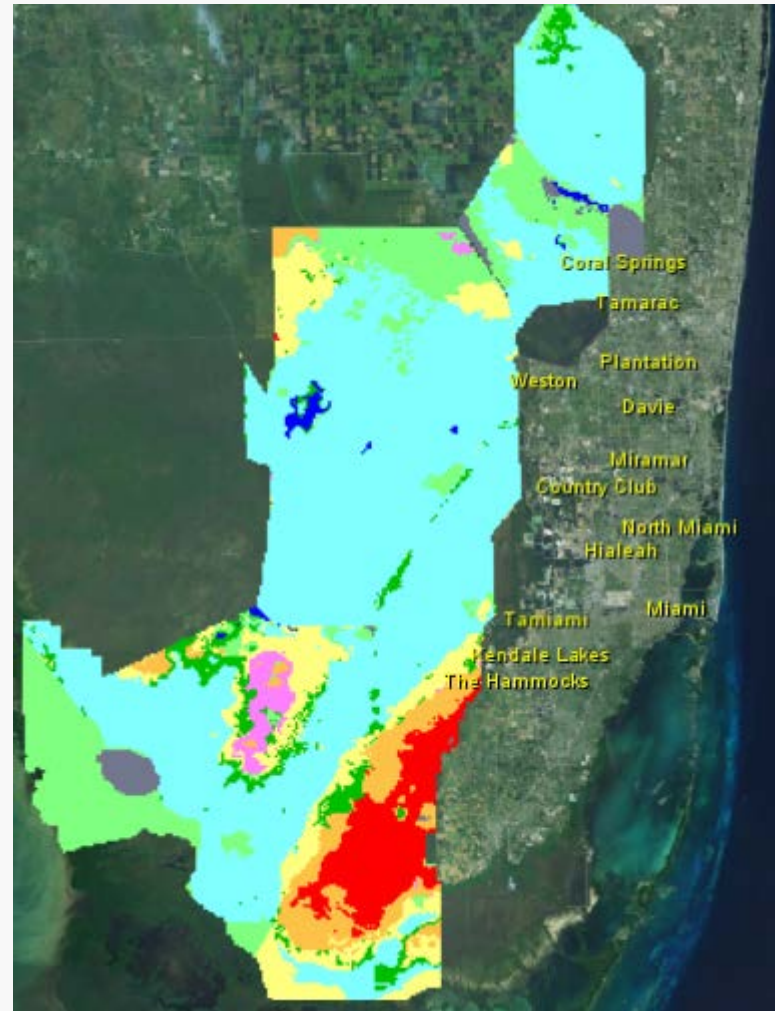 Coral Springs
Tamarac
Plantation
Weston
Davie
Miramar
Country Club
North Miami
Hialeah
Miami
Tamiami
Kendale Lakes
The Hammocks